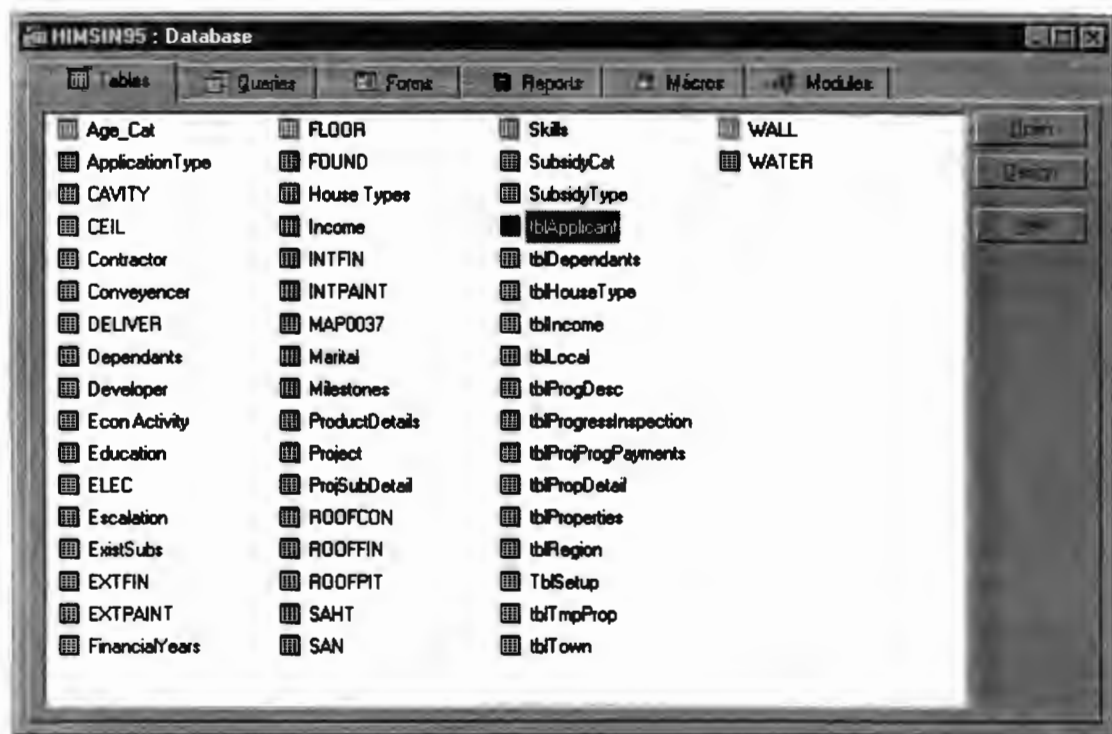 HIMSIN95 : Database
Tables Queries Forms Reports Macros Modules
Age_Cat
ApplicationType
CAVITY
CEIL
Contractor
Conveyencer
DELIVER
Dependants
Developer
Econ Activity
Education
ELEC
Escalation
ExistSubs
EXTFIN
EXTPAINT
FinancialYears
FLOOR
FOUND
House Types
Income
INTFIN
INTPAINT
MAP0037
Marital
Milestones
ProductDetails
Project
ProjSubDetail
ROOFCON
ROOFFIN
ROOFPIT
SAHT
SAN
Skills
SubsidyCat
SubsidyType
tblApplicant
tblDependants
tblHouseType
tblIncome
tblLocal
tblProgDesc
tblProgressInspection
tblProjProgPayments
tblPropDetail
tblProperties
tblRegion
TblSetup
tblTmpProp
tblTown
WALL
WATER
Open
Design